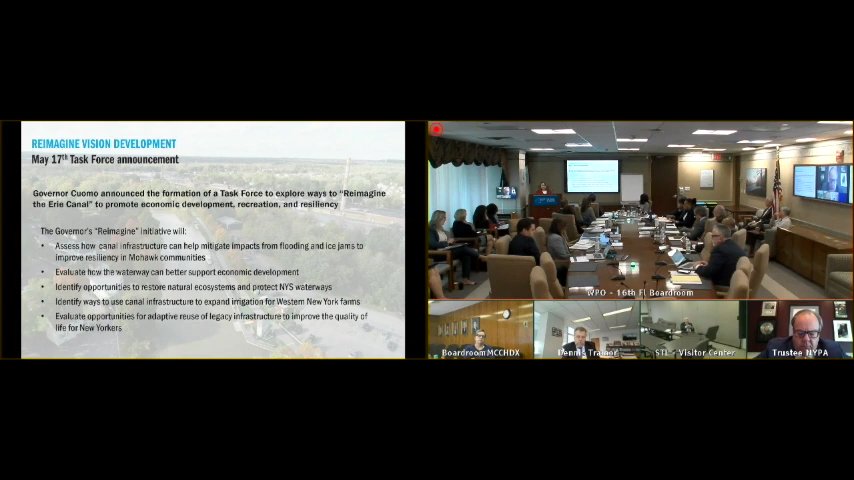 REIMAGINE VISION DEVELOPMENT
May 17th Task Force announcement
Governor Cuomo announced the formation of a Task Force to explore ways to “Reimagine
the Erie Canal” to promote economic development, recreation, and resiliency
The Governor's “Reimagine” initiative will:
• Assess how canal infrastructure can help mitigate impacts from flooding and ice jams to
improve resiliency in Mohawk communities
• Evaluate how the waterway can better support economic development
• Identify opportunities to restore natural ecosystems and protect NYS waterways
• Identify ways to use canal infrastructure to expand irrigation for Western New York farms
• Evaluate opportunities for adaptive reuse of legacy infrastructure to improve the quality of
life for New Yorkers
WPO - 16th Fl Boardroom
Boardroom MCCHDX
Dennis Trainor
STL - Visitor Center
Trustee NYPA